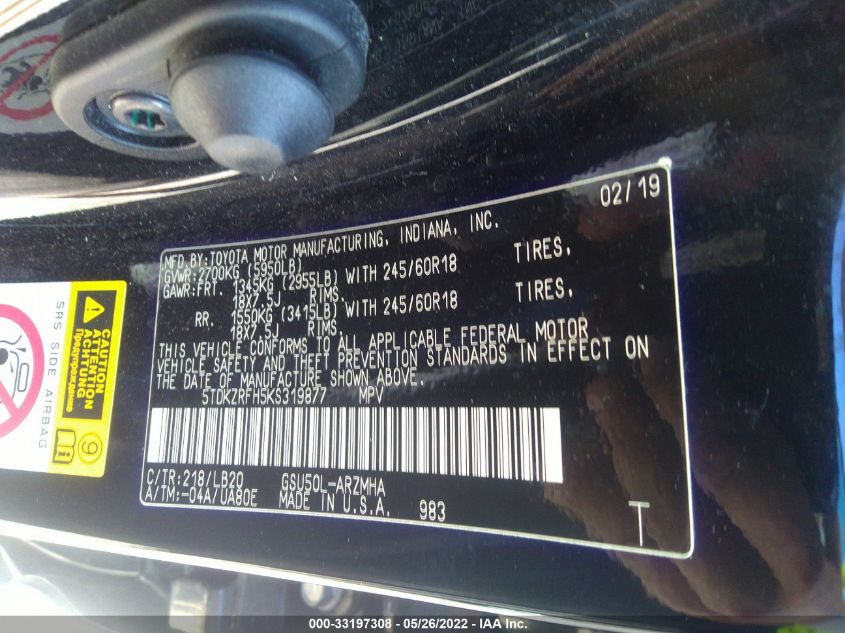 02/19
MFD. BY: TOYOTA MOTOR MANUFACTURING, INDIANA, INC.
GVWR: 2700KG (5950LB)
GAWR: FRT. 1345KG (2955LB) WITH 245/60R18 TIRES,
18X7.5J RIMS.
RR. 1550KG (3415LB) WITH 245/60R18 TIRES,
18X7.5J RIMS.
THIS VEHICLE CONFORMS TO ALL APPLICABLE FEDERAL MOTOR
VEHICLE SAFETY AND THEFT PREVENTION STANDARDS IN EFFECT ON
THE DATE OF MANUFACTURE SHOWN ABOVE.
5TDKZRFH5KS319877 MPV
C/TR:218/LB20 GSU50L-ARZMHA
A/TM:-04A/UA80E MADE IN U.S.A. 983
T
SRS SIDE AIRBAG
CAUTION
ATTENTION
ACHTUNG
Предупреждение
9
000-33197308 - 05/26/2022 - IAA Inc.